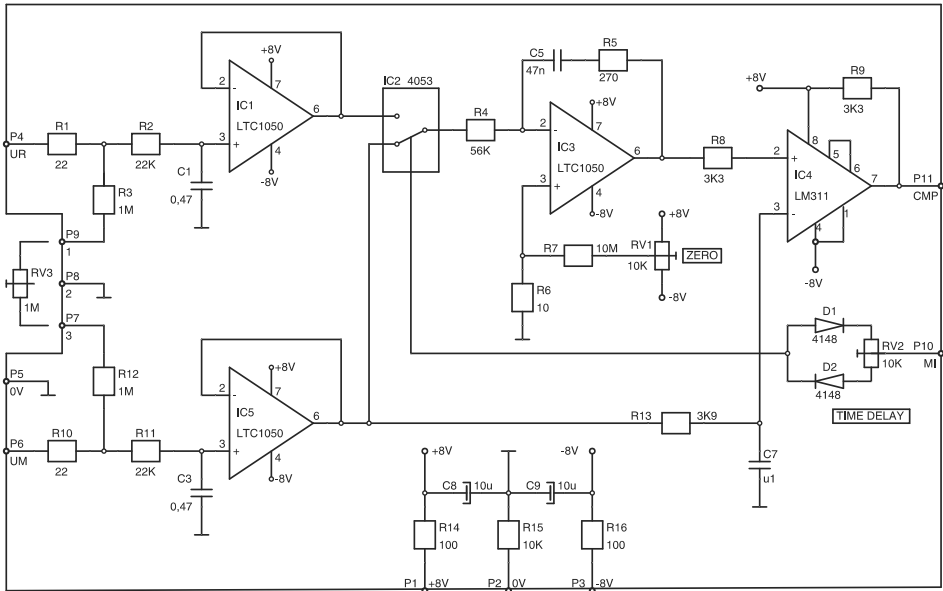 +8V
2
-
7
IC1
LTC1050
6
3
+
4
-8V
P4
UR
R1
22
R2
22K
C1
0,47
R3
1M
P9
1
RV3
1M
P8
2
P7
3
P5
0V
R12
1M
P6
UM
R10
22
R11
22K
C3
0,47
+8V
2
-
7
IC5
LTC1050
6
3
+
4
-8V
IC2 4053
R4
56K
C5
47n
R5
270
+8V
2
-
7
IC3
LTC1050
6
3
+
4
-8V
R7
10M
R6
10
+8V
RV1
10K
ZERO
-8V
R8
3K3
+8V
R9
3K3
8
5
6
2
+
IC4
LM311
7
3
-
1
4
-8V
P11
CMP
D1
4148
D2
4148
RV2
10K
P10
MI
TIME DELAY
R13
3K9
C7
u1
+8V
-8V
C8
10u
C9
10u
R14
100
R15
10K
R16
100
P1 +8V
P2 0V
P3 -8V